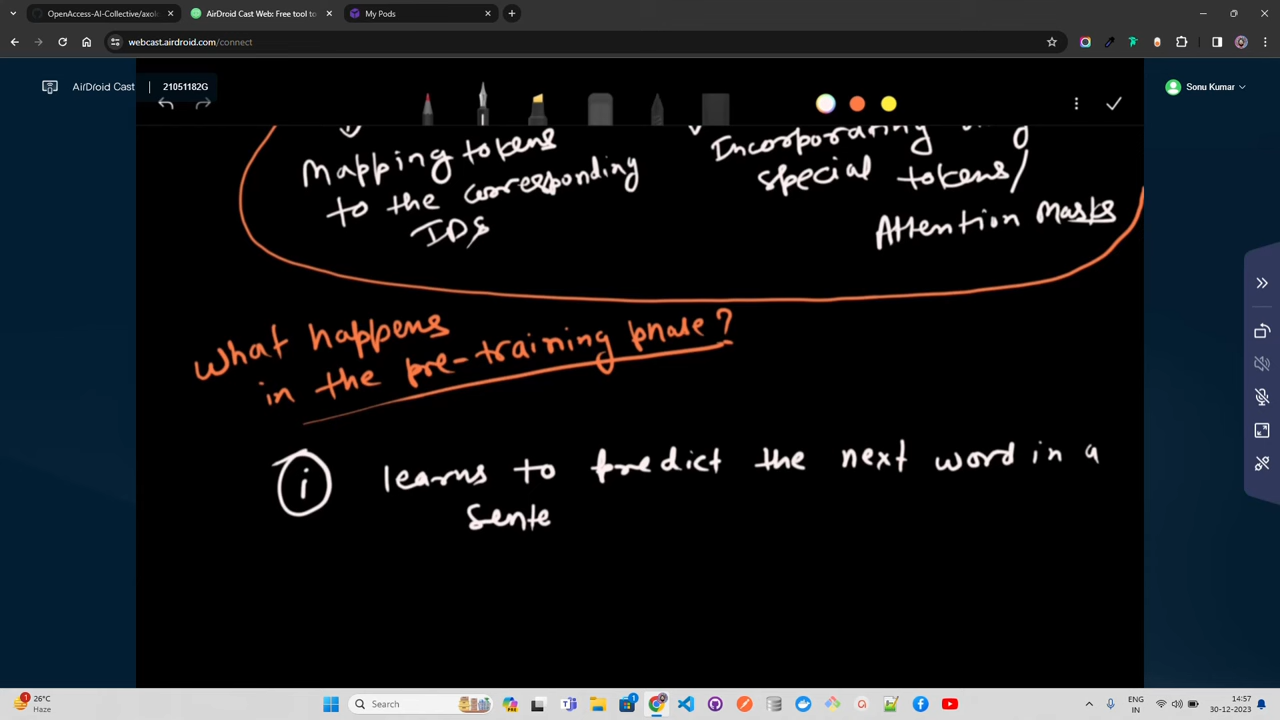 OpenAccess-AI-Collective/axolo
AirDroid Cast Web: Free tool to
My Pods
webcast.airdroid.com/connect
AirDroid Cast
21051182G
Sonu Kumar
Mapping tokens
to the corresponding
IDs
Incorporating
special tokens/
Attention Masks
What happens
in the pre-training phase?
i learns to predict the next word in a
sente
26°C
Haze
Search
ENG
IN
14:57
30-12-2023